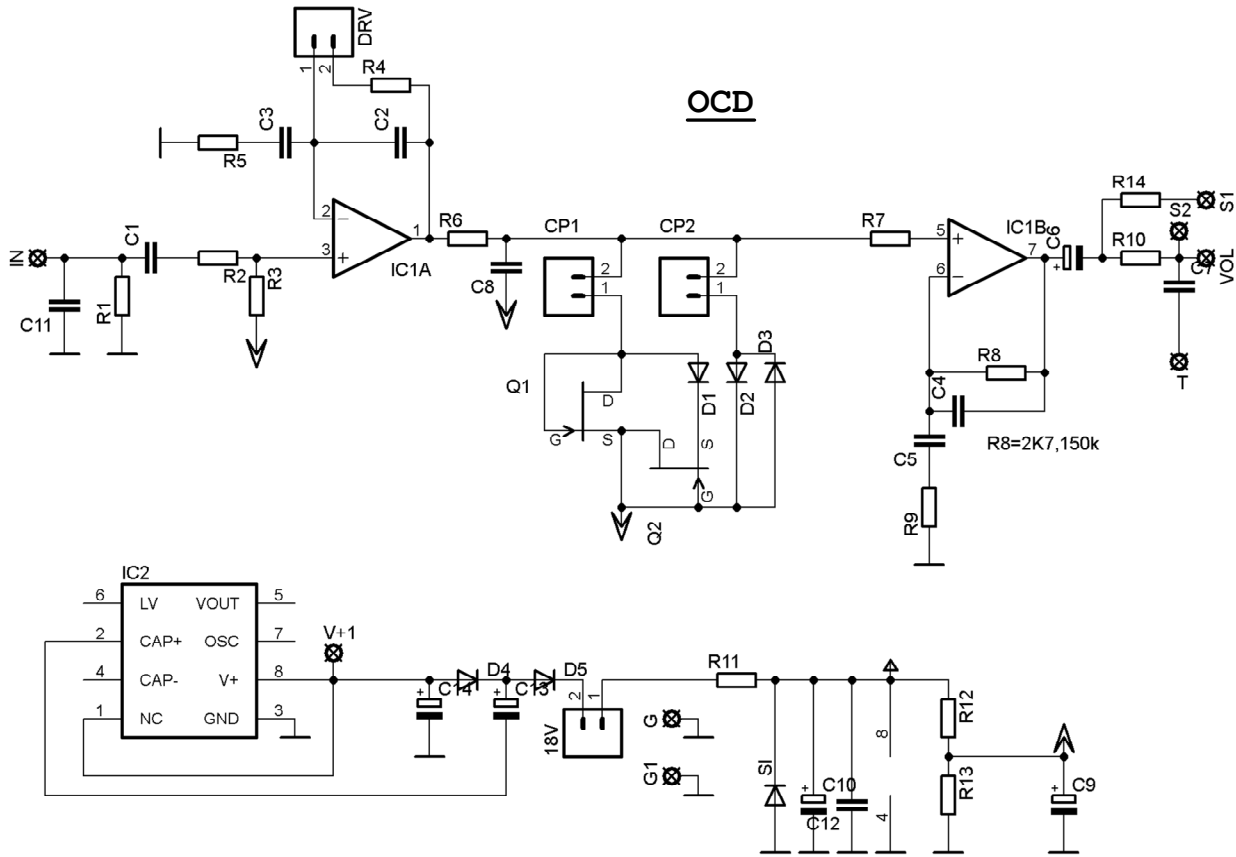 DRV
1
2
R4
OCD
C3
C2
R5
R14
S1
S2
2
1
R6
CP1
CP2
R7
5
IC1B
7
C6
R10
C7
VOL
IN
C1
R2
R3
3
IC1A
6
C11
R1
C8
2
1
2
1
T
Q1
D
G
S
D
S
G
D1
D2
D3
Q2
R8
C4
C5
R8=2K7,150k
R9
IC2
6
LV
VOUT
5
2
CAP+
OSC
7
4
CAP-
V+
8
1
NC
GND
3
V+1
C14
D4
C13
D5
2
1
18V
R11
G
G1
SI
C10
C12
8
4
R12
R13
C9